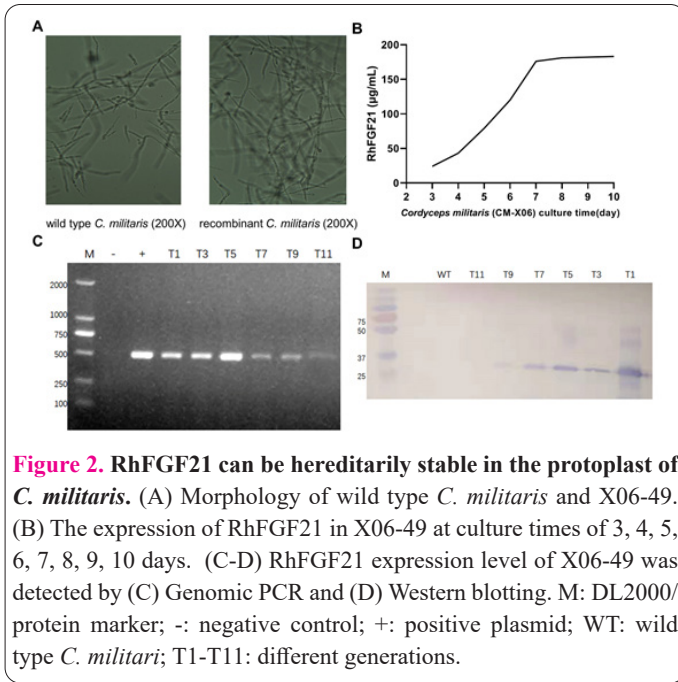 A
wild type C. militaris (200X)
recombinant C. militaris (200X)
B
RhFGF21 (μg/mL)
200
150
100
50
0
2 3 4 5 6 7 8 9 10
Cordyceps militaris (CM-X06) culture time(day)
C
M - + T1 T3 T5 T7 T9 T11
2000
1000
750
500
250
100
D
M WT T11 T9 T7 T5 T3 T1
75
50
37
25
Figure 2. RhFGF21 can be hereditarily stable in the protoplast of
C. militaris. (A) Morphology of wild type C. militaris and X06-49.
(B) The expression of RhFGF21 in X06-49 at culture times of 3, 4, 5,
6, 7, 8, 9, 10 days. (C-D) RhFGF21 expression level of X06-49 was
detected by (C) Genomic PCR and (D) Western blotting. M: DL2000/
protein marker; -: negative control; +: positive plasmid; WT: wild
type C. militari; T1-T11: different generations.